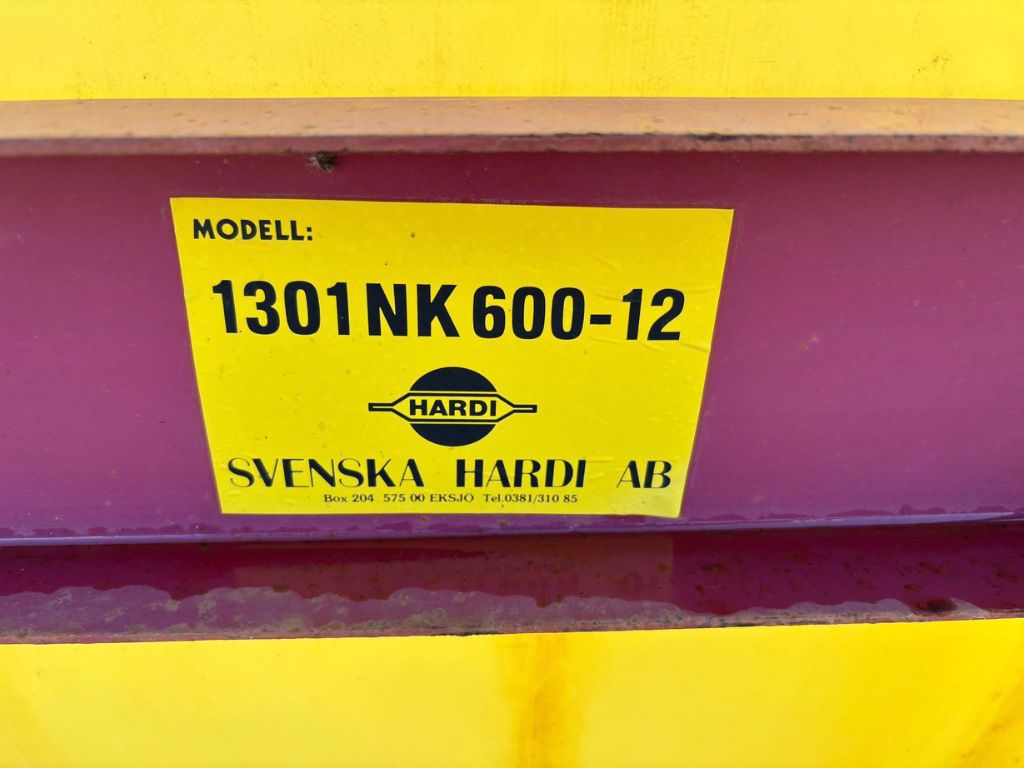 MODELL:
1301 NK 600-12
HARDI
SVENSKA HARDI AB
Box 204 575 00 EKSJÖ Tel.0381/310 85